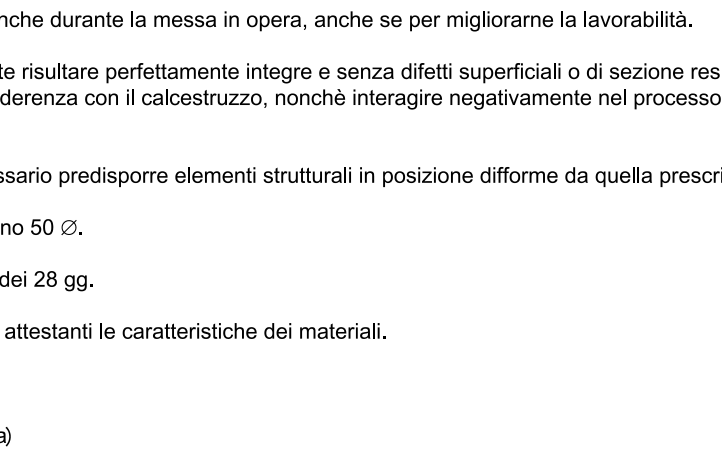 nche durante la messa in opera, anche se per migliorarne la lavorabilità.
te risultare perfettamente integre e senza difetti superficiali o di sezione res
derenza con il calcestruzzo, nonchè interagire negativamente nel processo
ssario predisporre elementi strutturali in posizione difforme da quella prescri
no 50 ∅.
dei 28 gg.
attestanti le caratteristiche dei materiali.
a)